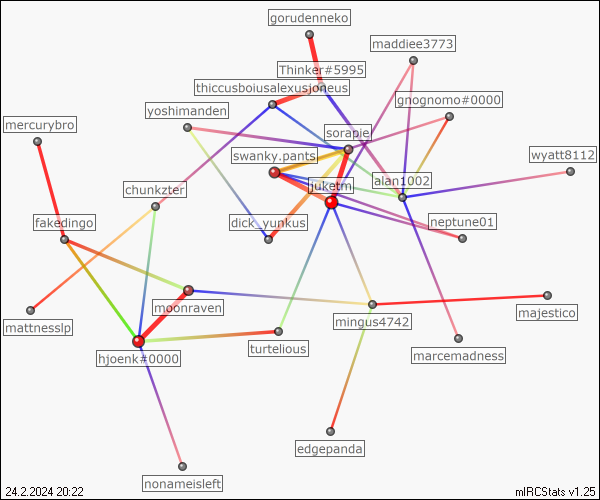 gorudenneko
maddiee3773
Thinker#5995
thiccusboiusalexusjoneus
gnognomo#0000
yoshimanden
mercurybro
sorapie
swanky.pants
wyatt8112
alan1002
juketm
chunkzter
fakedingo
dick_yunkus
neptune01
moonraven
majestico
mingus4742
mattnesslp
turtelious
hjoenk#0000
marcemadness
edgepanda
nonameisleft
24.2.2024 20:22
mIRCStats v1.25